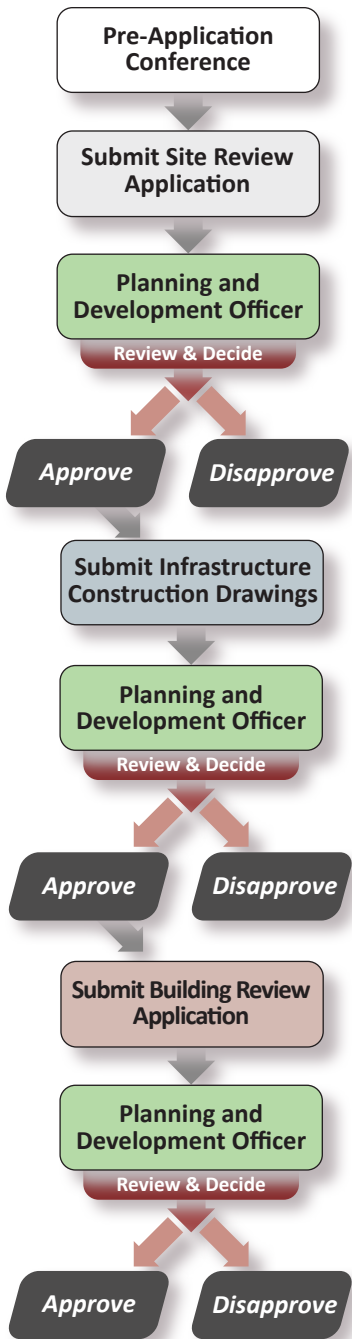 Pre-Application
Conference
Submit Site Review
Application
Planning and
Development Officer
Review & Decide
Approve
Disapprove
Submit Infrastructure
Construction Drawings
Planning and
Development Officer
Review & Decide
Approve
Disapprove
Submit Building Review
Application
Planning and
Development Officer
Review & Decide
Approve
Disapprove